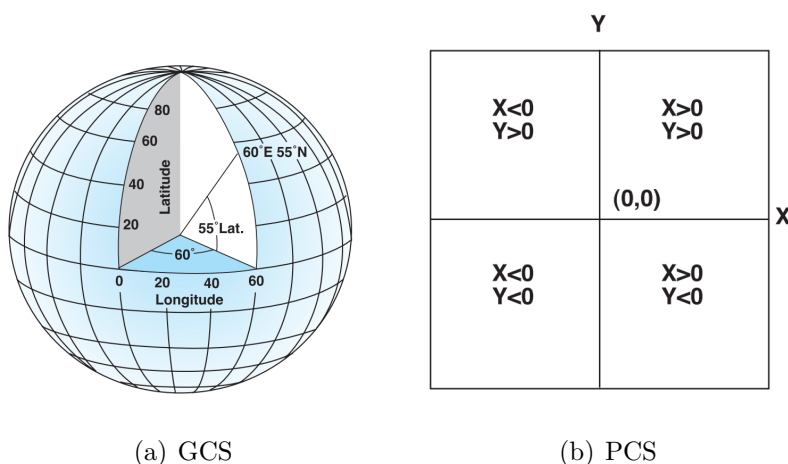 80
60
40
20
Latitude
60°E 55°N
55°Lat.
60°
0 20 40 60
Longitude
(a) GCS
Y
X<0
Y>0
X>0
Y>0
(0,0)
X
X<0
Y<0
X>0
Y<0
(b) PCS